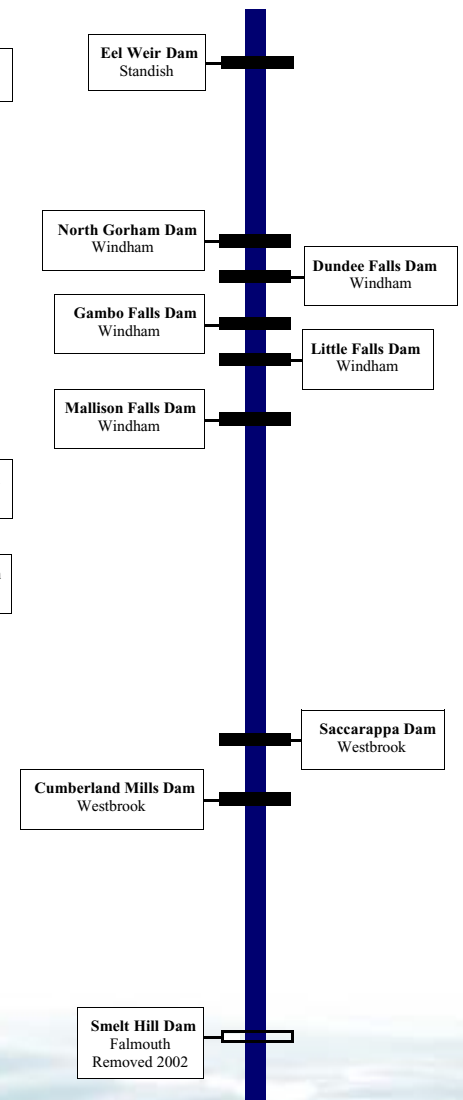 Eel Weir Dam
Standish
North Gorham Dam
Windham
Dundee Falls Dam
Windham
Gambo Falls Dam
Windham
Little Falls Dam
Windham
Mallison Falls Dam
Windham
Saccarappa Dam
Westbrook
Cumberland Mills Dam
Westbrook
Smelt Hill Dam
Falmouth
Removed 2002